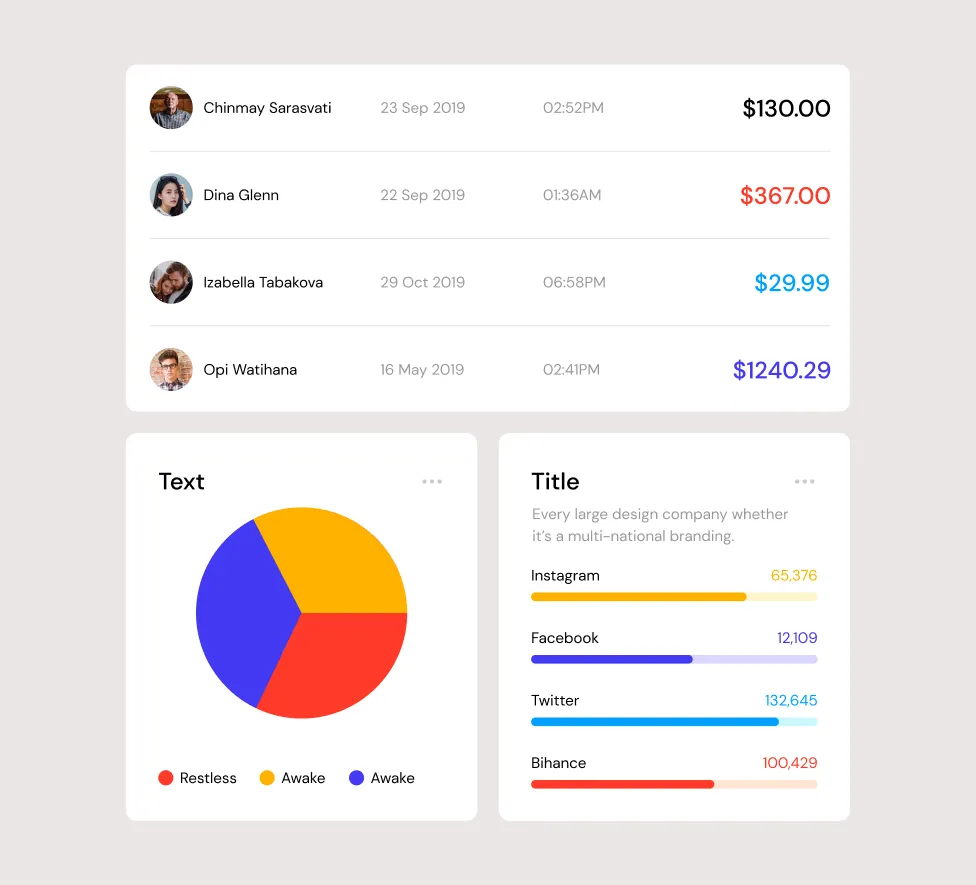 Chinmay Sarasvati 23 Sep 2019 02:52PM $130.00
Dina Glenn 22 Sep 2019 01:36AM $367.00
Izabella Tabakova 29 Oct 2019 06:58PM $29.99
Opi Watihana 16 May 2019 02:41PM $1240.29
Text
Restless Awake Awake
Title
Every large design company whether
it’s a multi-national branding.
Instagram 65,376
Facebook 12,109
Twitter 132,645
Bihance 100,429